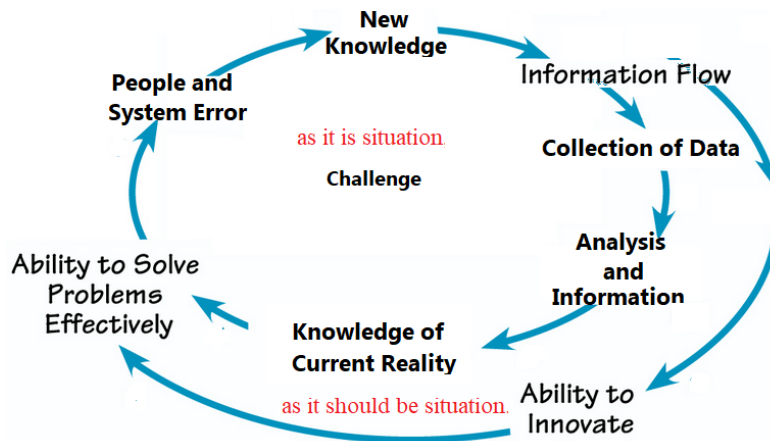 New
Knowledge
Information Flow
People and
System Error
as it is situation.
Collection of Data
Challenge
Analysis
and
Information
Ability to Solve
Problems
Effectively
Knowledge of
Current Reality
as it should be situation.
Ability to
Innovate